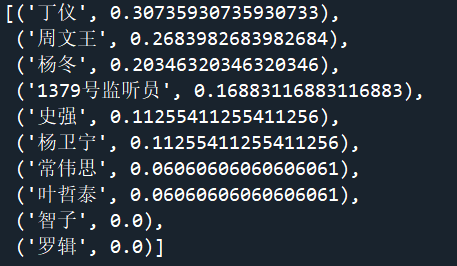 [('丁仪', 0.30735930735930733),
('周文王', 0.2683982683982684),
('杨冬', 0.20346320346320346),
('1379号监听员', 0.16883116883116883),
('史强', 0.11255411255411256),
('杨卫宁', 0.11255411255411256),
('常伟思', 0.06060606060606061),
('叶哲泰', 0.06060606060606061),
('智子', 0.0),
('罗辑', 0.0)]